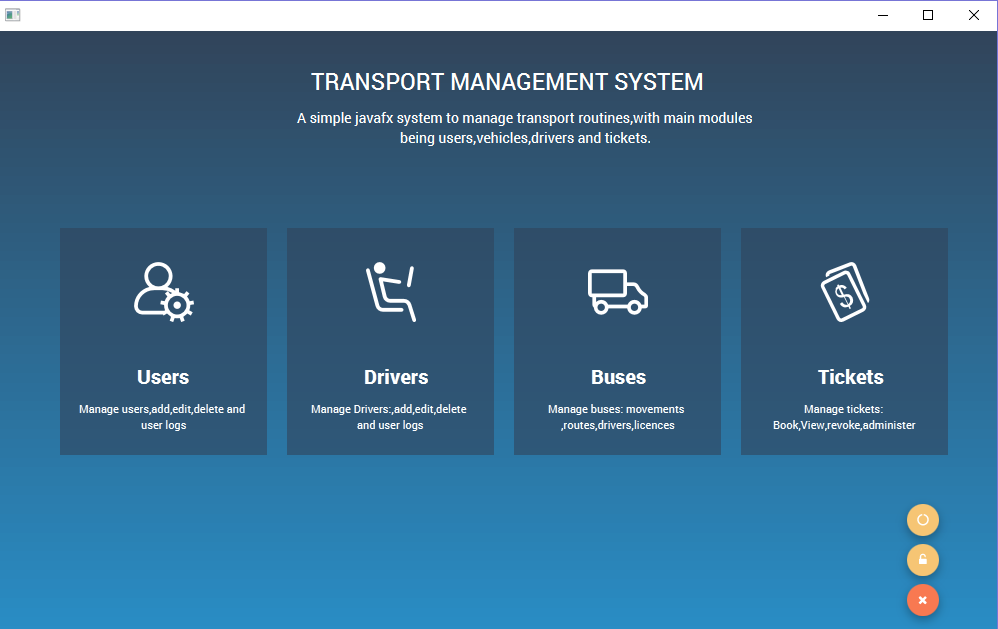 TRANSPORT MANAGEMENT SYSTEM
A simple javafx system to manage transport routines,with main modules
being users,vehicles,drivers and tickets.
Users
Manage users,add,edit,delete and
user logs
Drivers
Manage Drivers:,add,edit,delete
and user logs
Buses
Manage buses: movements
,routes,drivers,licences
Tickets
Manage tickets:
Book,View,revoke,administer